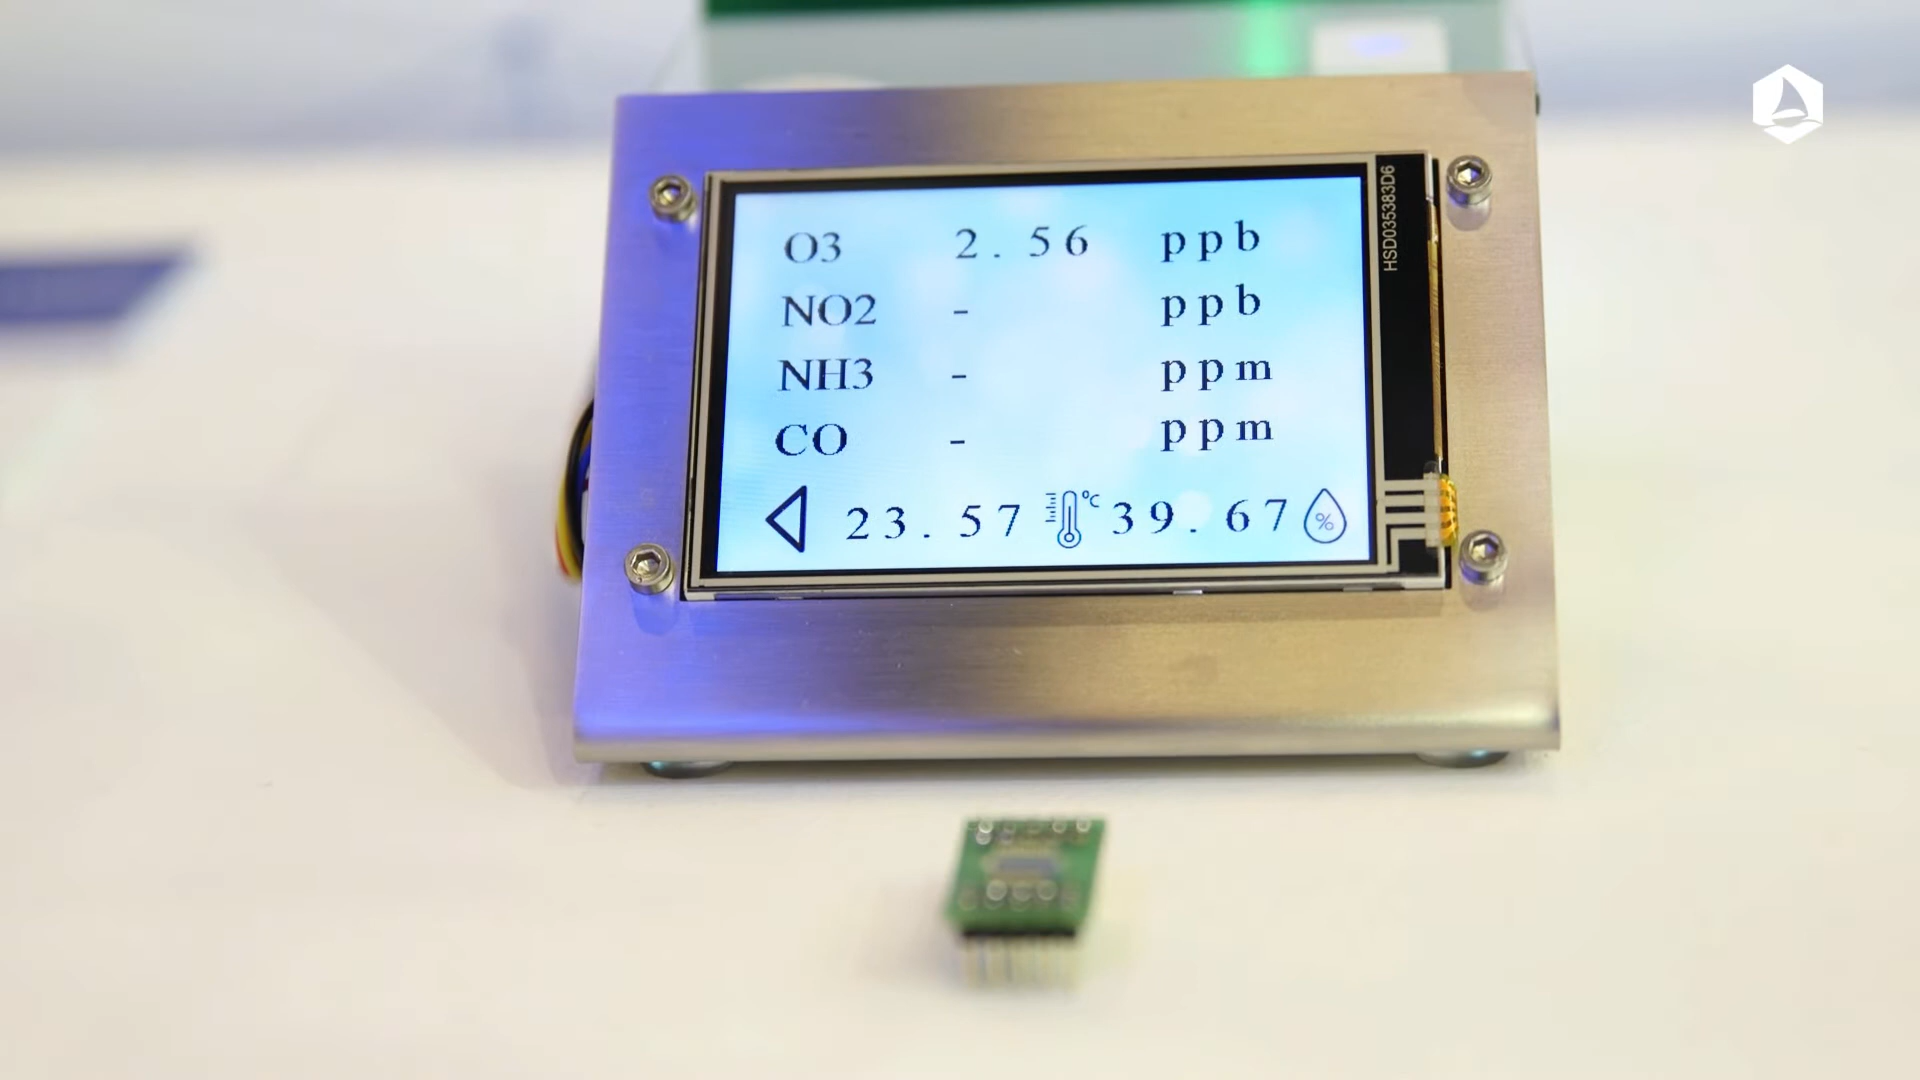 O3 2.56 ppb
NO2 - ppb
NH3 - ppm
CO - ppm
23.57 °C 39.67 %
HSD035383D6